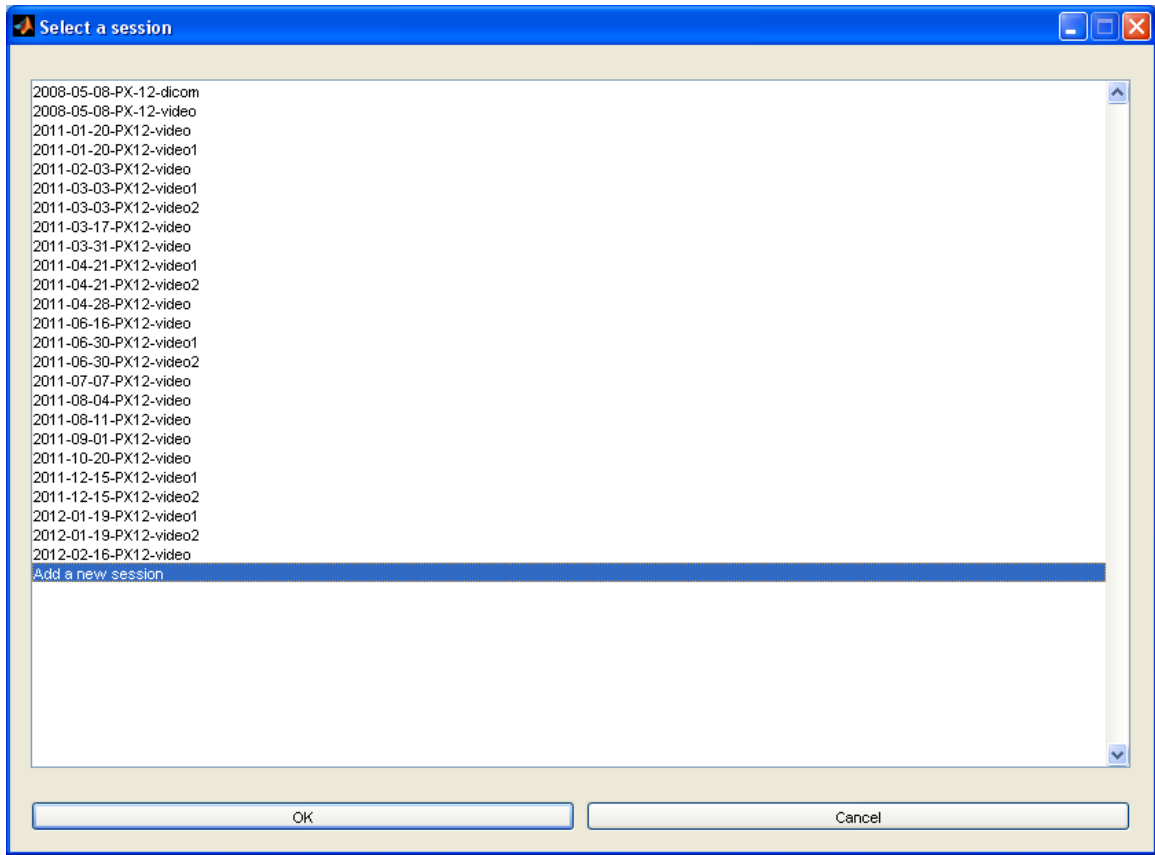 Select a session
2008-05-08-PX-12-dicom
2008-05-08-PX-12-video
2011-01-20-PX12-video
2011-01-20-PX12-video1
2011-02-03-PX12-video
2011-03-03-PX12-video1
2011-03-03-PX12-video2
2011-03-17-PX12-video
2011-03-31-PX12-video
2011-04-21-PX12-video1
2011-04-21-PX12-video2
2011-04-28-PX12-video
2011-06-16-PX12-video
2011-06-30-PX12-video1
2011-06-30-PX12-video2
2011-07-07-PX12-video
2011-08-04-PX12-video
2011-08-11-PX12-video
2011-09-01-PX12-video
2011-10-20-PX12-video
2011-12-15-PX12-video1
2011-12-15-PX12-video2
2012-01-19-PX12-video1
2012-01-19-PX12-video2
2012-02-16-PX12-video
Add a new session
OK Cancel